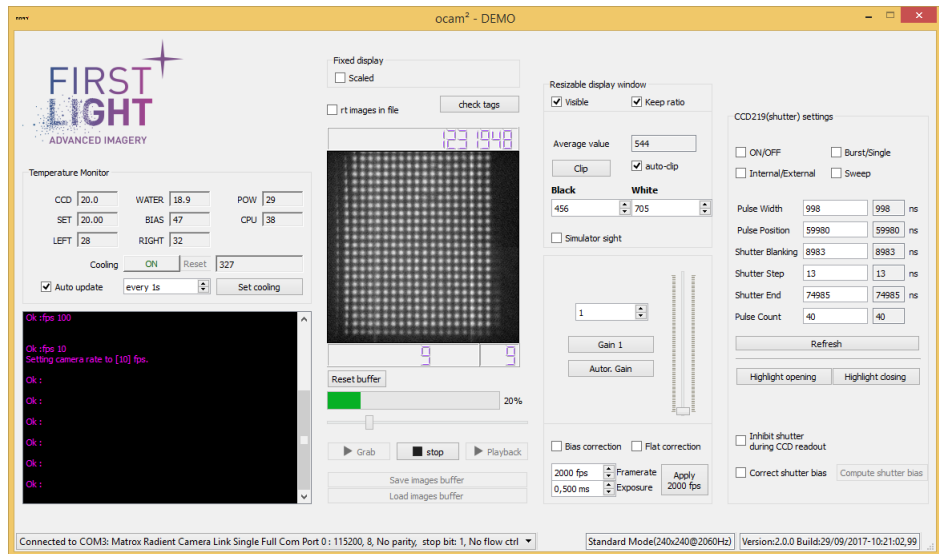 ocam² - DEMO
FIRST
LIGHT
ADVANCED IMAGERY
Temperature Monitor
CCD 20.0 WATER 18.9 POW 29
SET 20.00 BIAS 47 CPU 38
LEFT 28 RIGHT 32
Cooling ON Reset 327
Auto update every 1s Set cooling
Ok :fps 100
Ok :fps 10
Setting camera rate to [10] fps.
Ok :
Ok :
Ok :
Ok :
Ok :
Ok :
Fixed display
Scaled
rt images in file check tags
1231948
9 9
Reset buffer
20%
Grab stop Playback
Save images buffer
Load images buffer
Resizable display window
Visible Keep ratio
Average value 544
Clip auto-clip
Black White
456 705
Simulator sight
1
Gain 1
Autor. Gain
Bias correction Flat correction
2000 fps Framerate
0,500 ms Exposure
Apply
2000 fps
CCD219(shutter) settings
ON/OFF Burst/Single
Internal/External Sweep
Pulse Width 998 998 ns
Pulse Position 59980 59980 ns
Shutter Blanking 8983 8983 ns
Shutter Step 13 13 ns
Shutter End 74985 74985 ns
Pulse Count 40 40
Refresh
Highlight opening Highlight closing
Inhibit shutter
during CCD readout
Correct shutter bias Compute shutter bias
Connected to COM3: Matrox Radient Camera Link Single Full Com Port 0 : 115200, 8, No parity, stop bit: 1, No flow ctrl
Standard Mode(240x240@2060Hz) Version:2.0.0 Build:29/09/2017-10:21:02,99